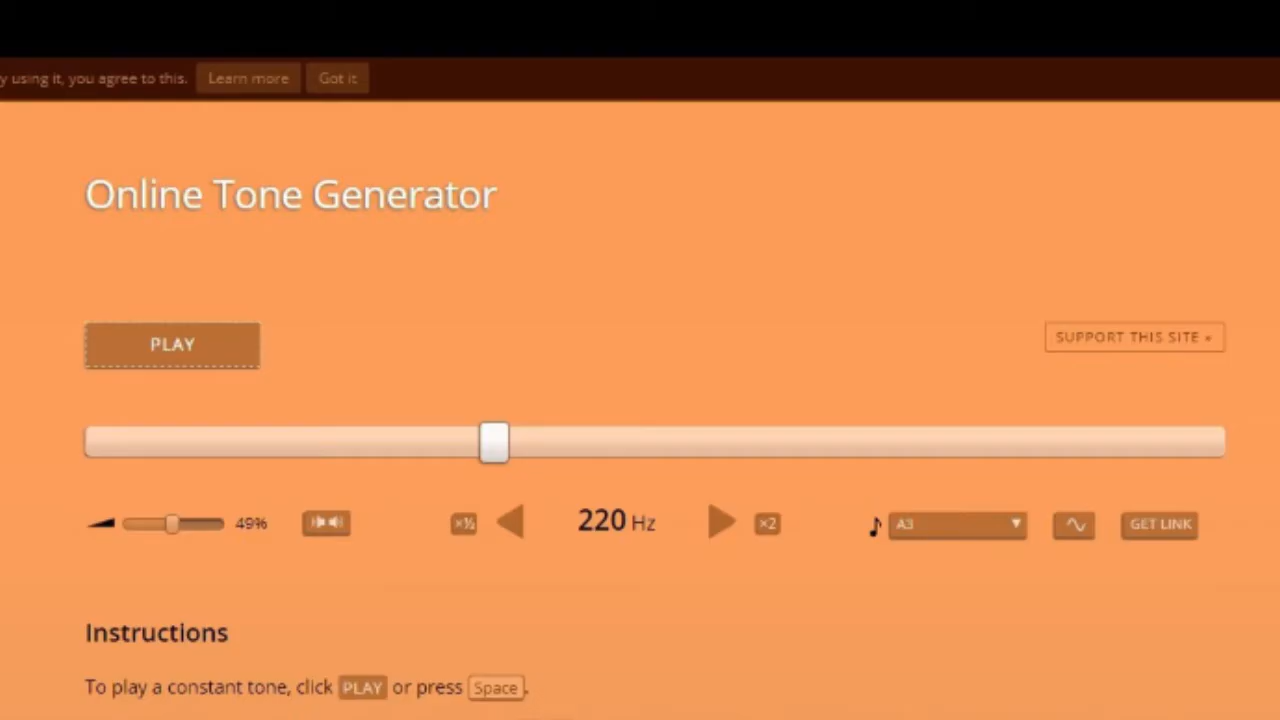 y using it, you agree to this. Learn more Got it
Online Tone Generator
PLAY
SUPPORT THIS SITE »
49% ×½ 220 Hz ×2 A3 GET LINK
Instructions
To play a constant tone, click PLAY or press Space.